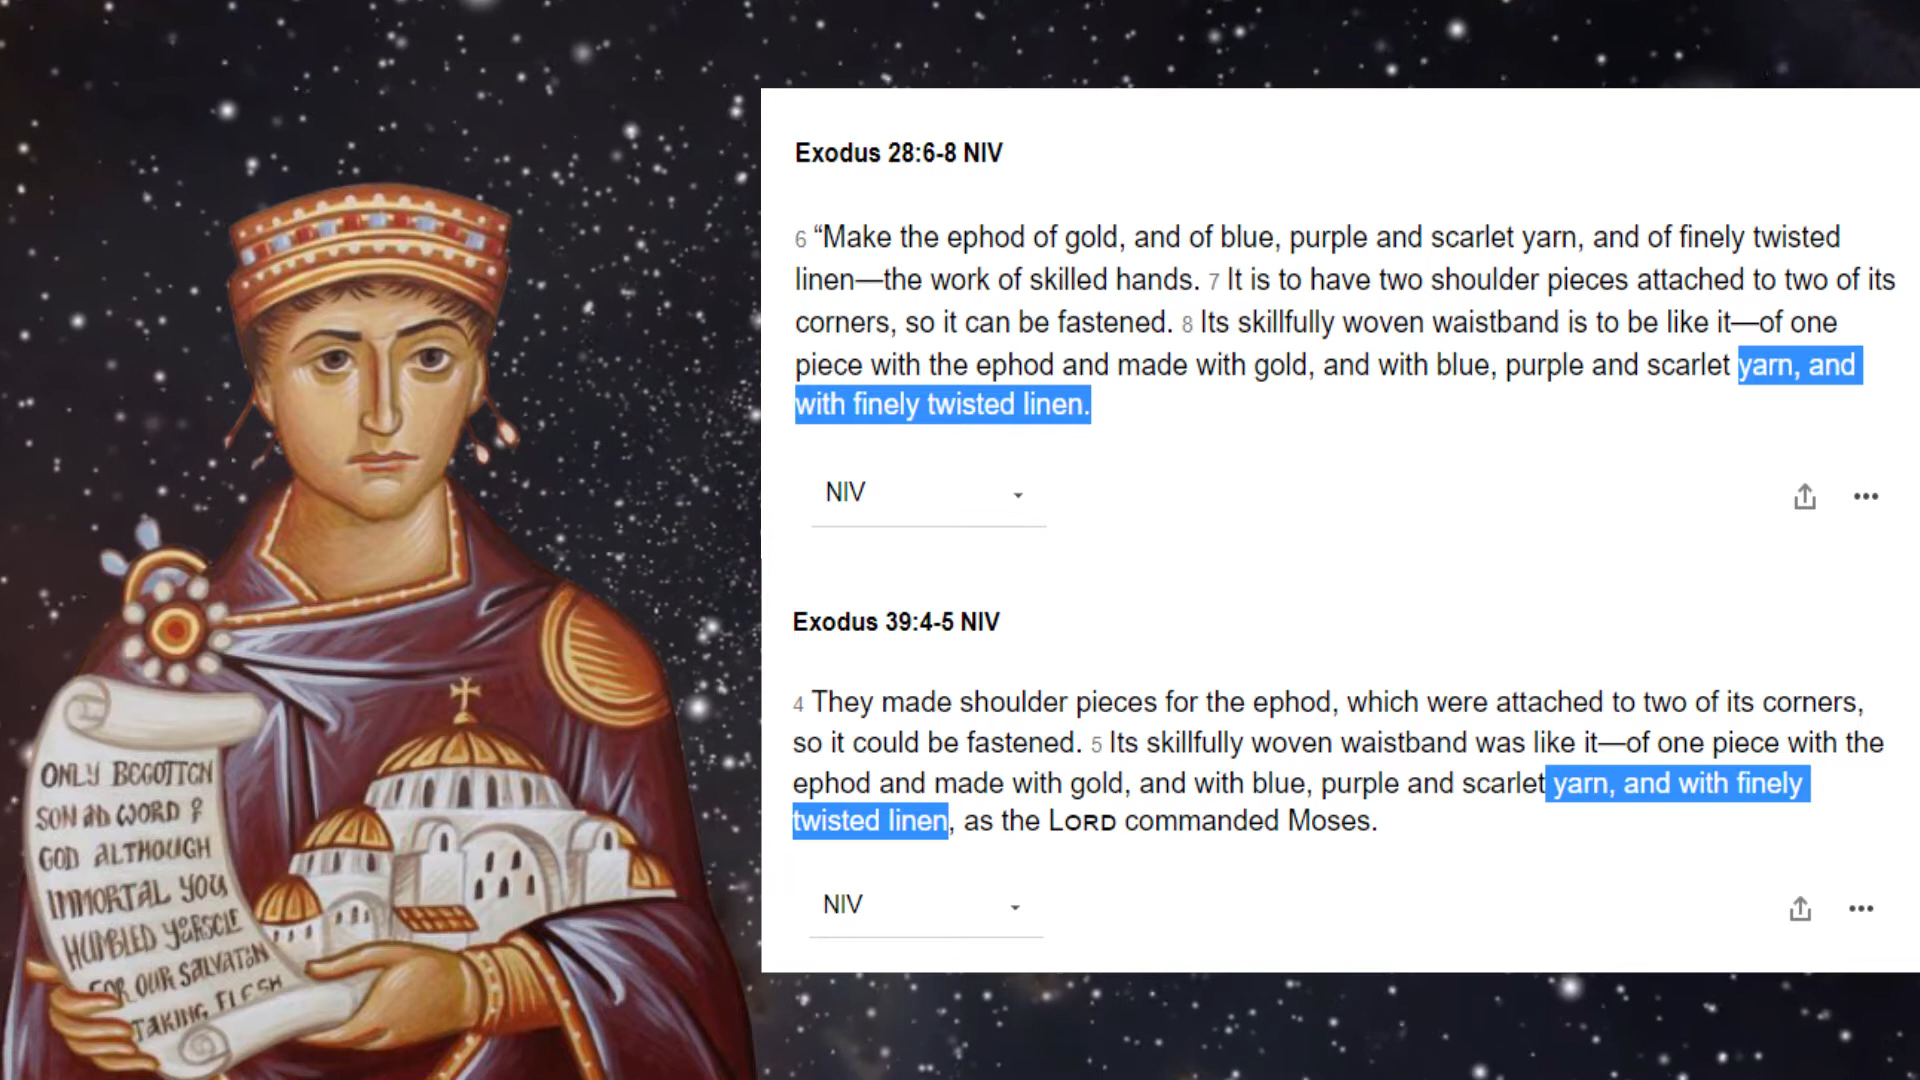 ONLY BEGOTTEN
SON AD WORD OF
GOD ALTHOUGH
IMMORTAL YOU
HUMBLED YOURSCLE
FOR OUR SALVATION
TAKING FLESH
Exodus 28:6-8 NIV
6 “Make the ephod of gold, and of blue, purple and scarlet yarn, and of finely twisted
linen—the work of skilled hands. 7 It is to have two shoulder pieces attached to two of its
corners, so it can be fastened. 8 Its skillfully woven waistband is to be like it—of one
piece with the ephod and made with gold, and with blue, purple and scarlet yarn, and
with finely twisted linen.
NIV
Exodus 39:4-5 NIV
4 They made shoulder pieces for the ephod, which were attached to two of its corners,
so it could be fastened. 5 Its skillfully woven waistband was like it—of one piece with the
ephod and made with gold, and with blue, purple and scarlet yarn, and with finely
twisted linen, as the LORD commanded Moses.
NIV